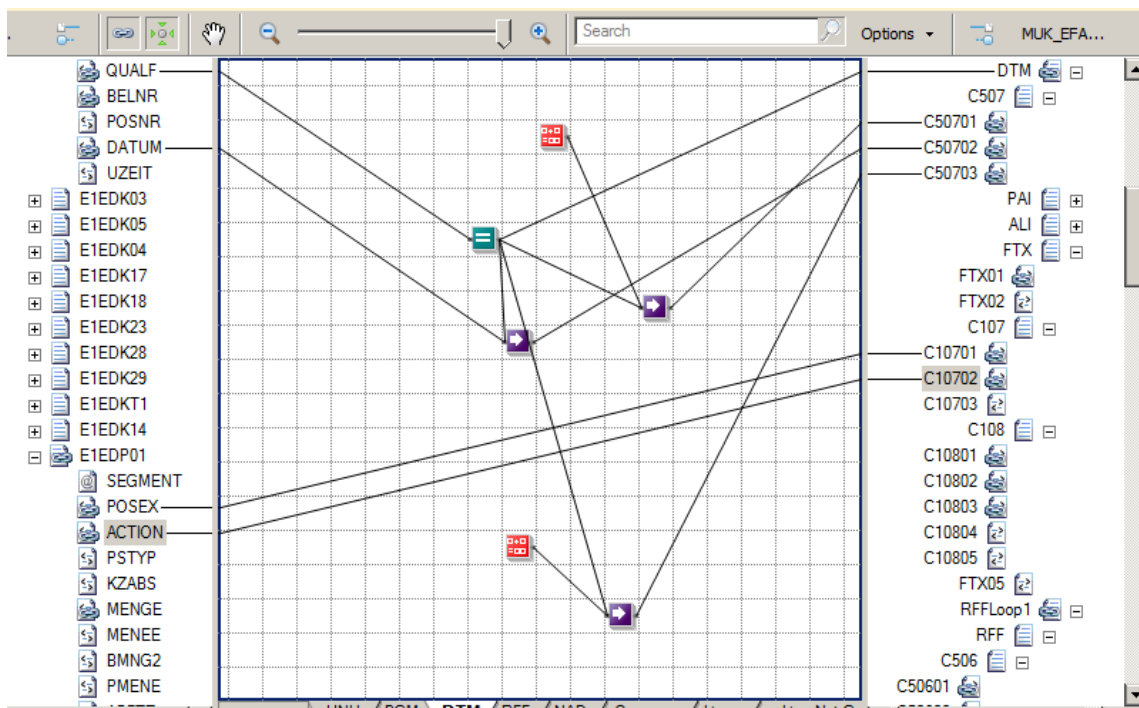 Search
Options
MUK_EFA...
QUALF
BELNR
POSNR
DATUM
UZEIT
E1EDK03
E1EDK05
E1EDK04
E1EDK17
E1EDK18
E1EDK23
E1EDK28
E1EDK29
E1EDKT1
E1EDK14
E1EDP01
SEGMENT
POSEX
ACTION
PSTYP
KZABS
MENGE
MENEE
BMNG2
PMENE
DTM
C507
C50701
C50702
C50703
PAI
ALI
FTX
FTX01
FTX02
C107
C10701
C10702
C10703
C108
C10801
C10802
C10803
C10804
C10805
FTX05
RFFLoop1
RFF
C506
C50601
DTM